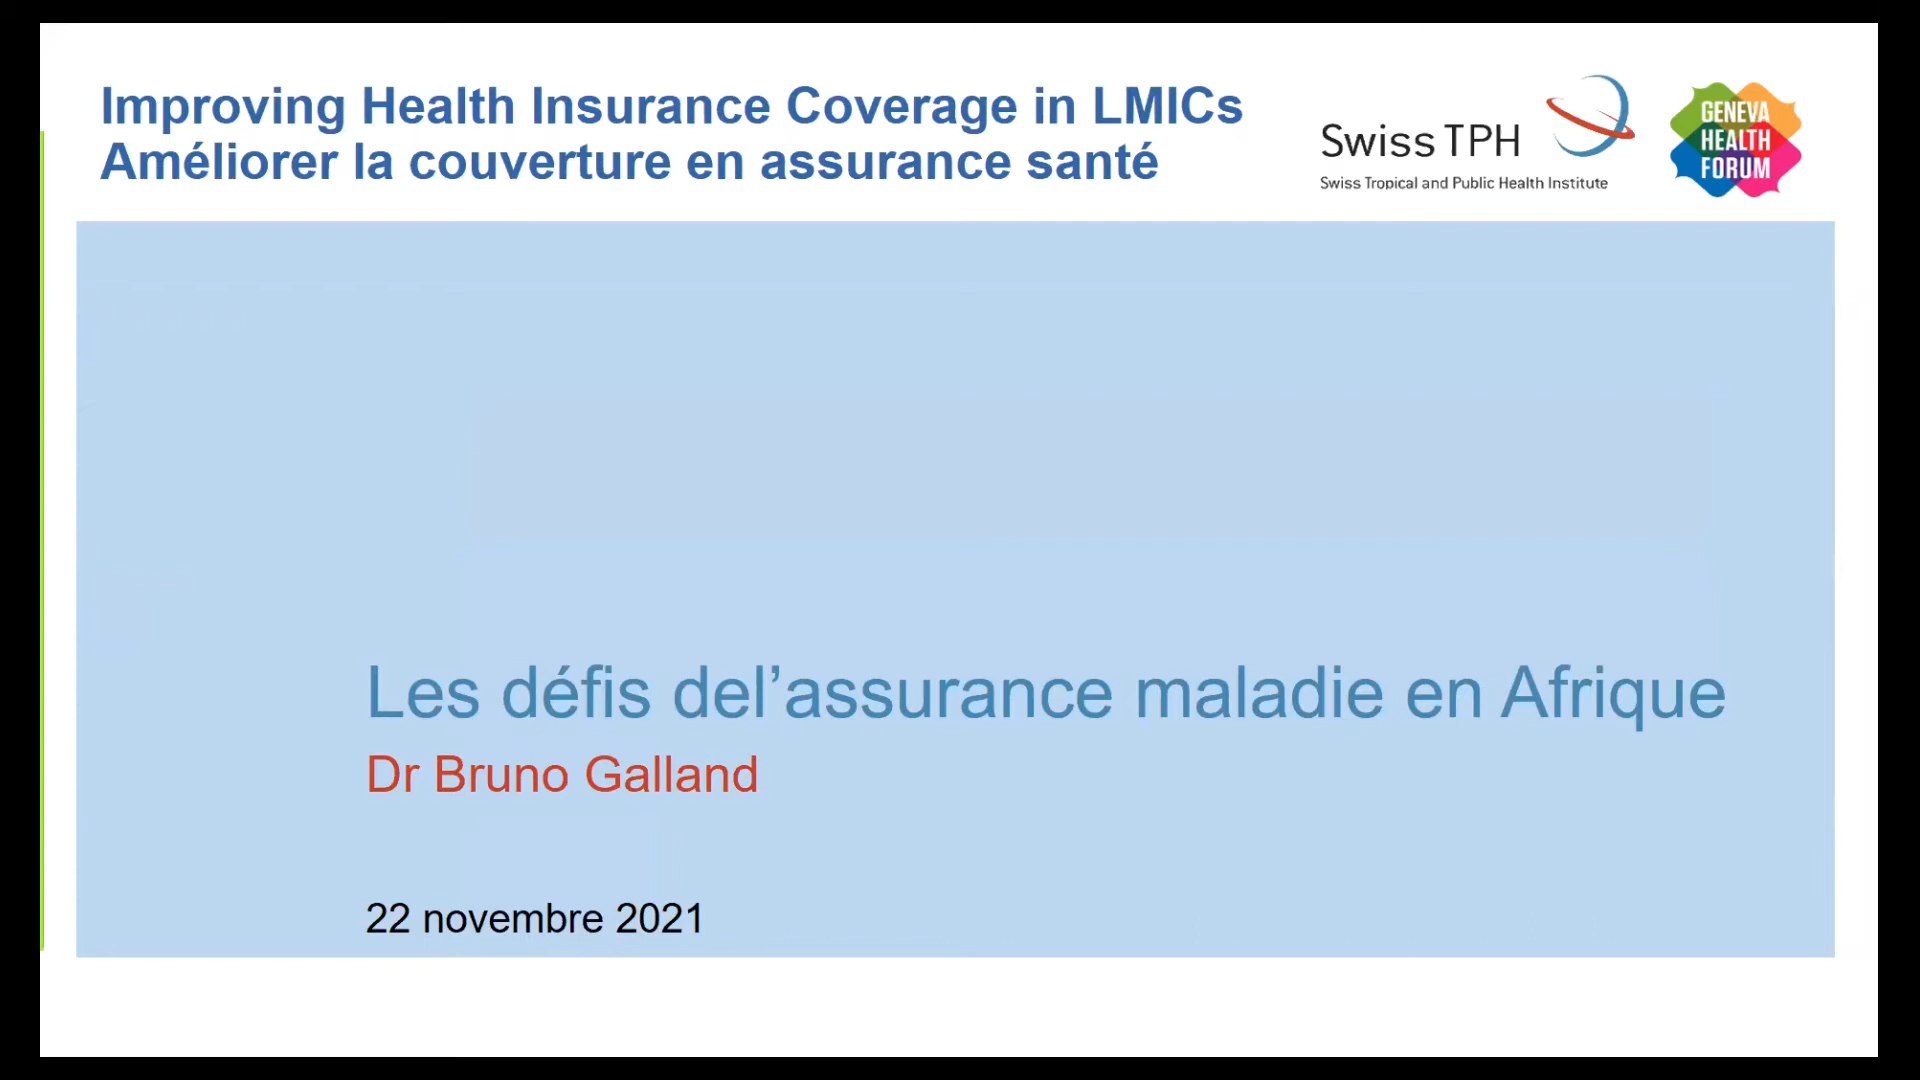 Improving Health Insurance Coverage in LMICs
Améliorer la couverture en assurance santé
Swiss TPH
Swiss Tropical and Public Health Institute
GENEVA
HEALTH
FORUM
Les défis del’assurance maladie en Afrique
Dr Bruno Galland
22 novembre 2021